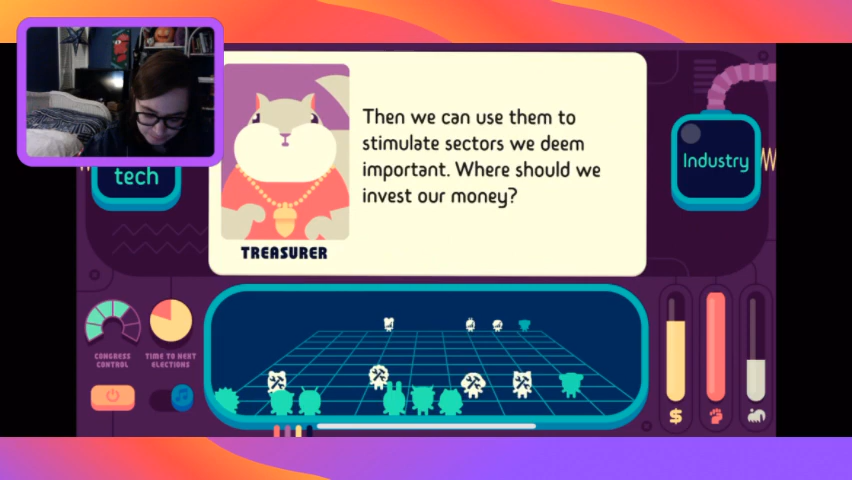 Then we can use them to
stimulate sectors we deem
important. Where should we
invest our money?
TREASURER
tech
Industry
CONGRESS
CONTROL
TIME TO NEXT
ELECTIONS
$